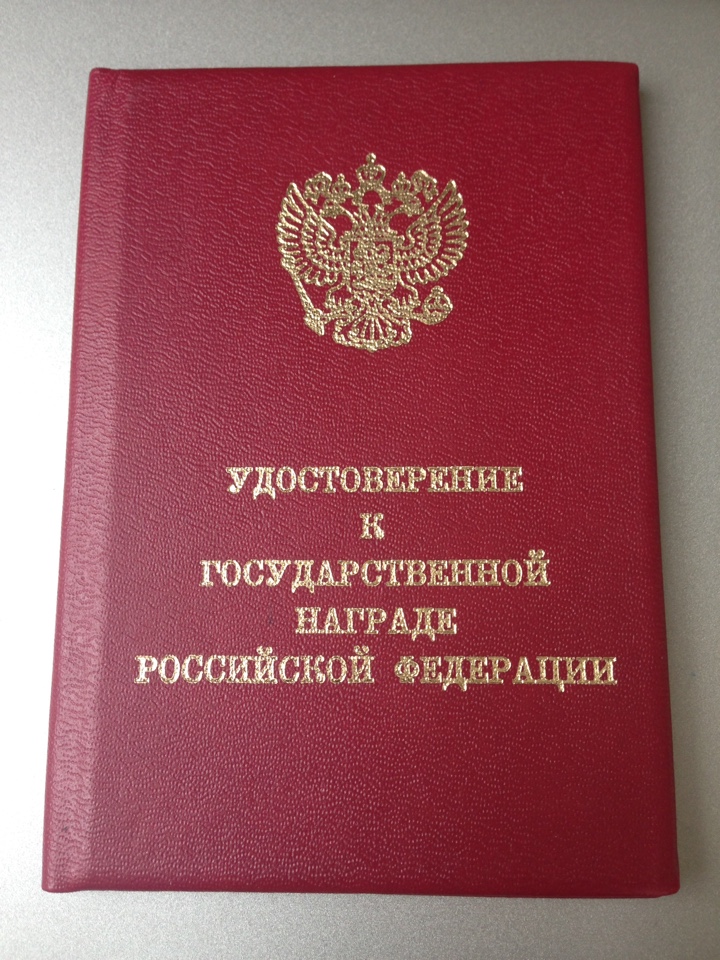 УДОСТОВЕРЕНИЕ
К
ГОСУДАРСТВЕННОЙ
НАГРАДЕ
РОССИЙСКОЙ ФЕДЕРАЦИИ